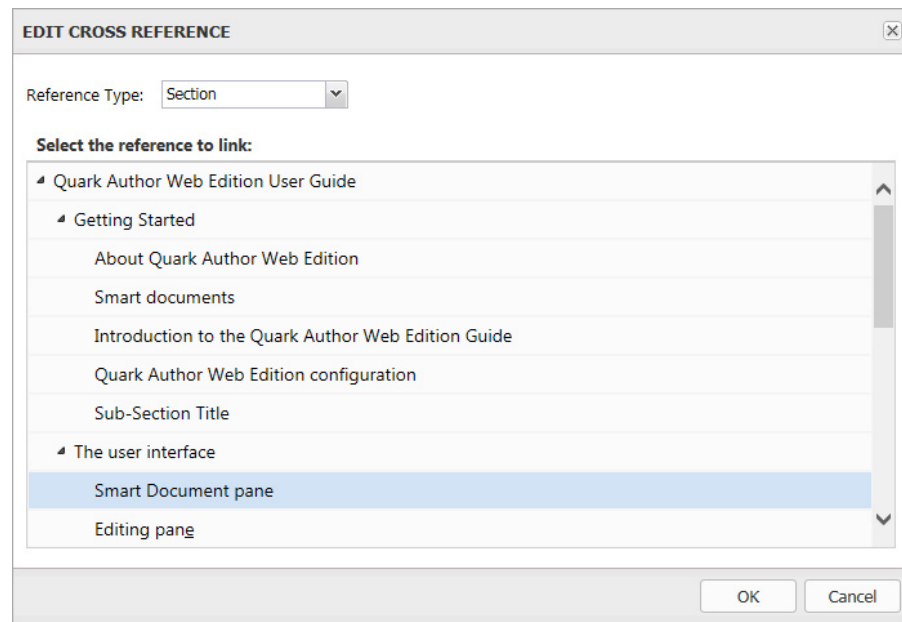 EDIT CROSS REFERENCE
Reference Type: Section
Select the reference to link:
Quark Author Web Edition User Guide
Getting Started
About Quark Author Web Edition
Smart documents
Introduction to the Quark Author Web Edition Guide
Quark Author Web Edition configuration
Sub-Section Title
The user interface
Smart Document pane
Editing pane
OK Cancel